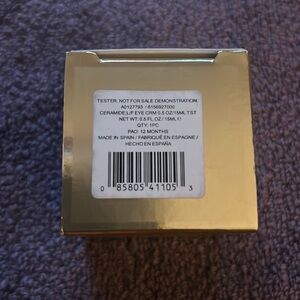 TESTER. NOT FOR SALE DEMONSTRATION.
A0127793 / 6156927000
CERAMIDE,L/F EYE CRM 0.5 OZ/15ML TST
NET WT. 0.5 FL. OZ / 15ML ℮
QTY: 1PC
PAO: 12 MONTHS
MADE IN SPAIN / FABRIQUÉ EN ESPAGNE /
HECHO EN ESPAÑA
0 85805 41105 3